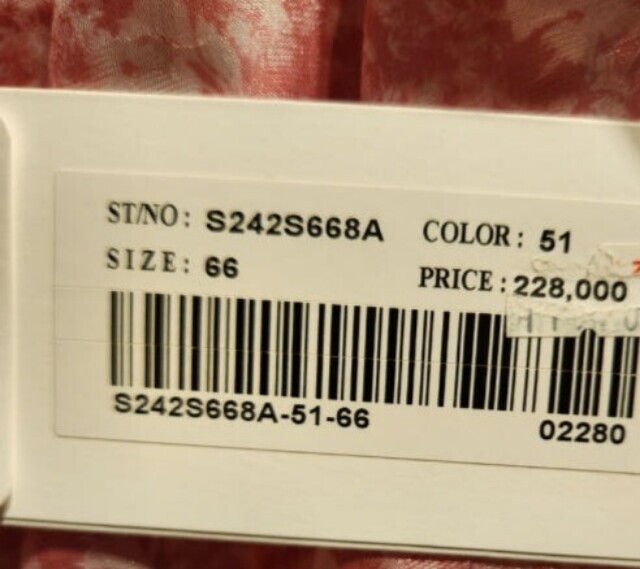 ST/NO: S242S668A COLOR: 51
SIZE: 66 PRICE: 228,000
S242S668A-51-66 02280